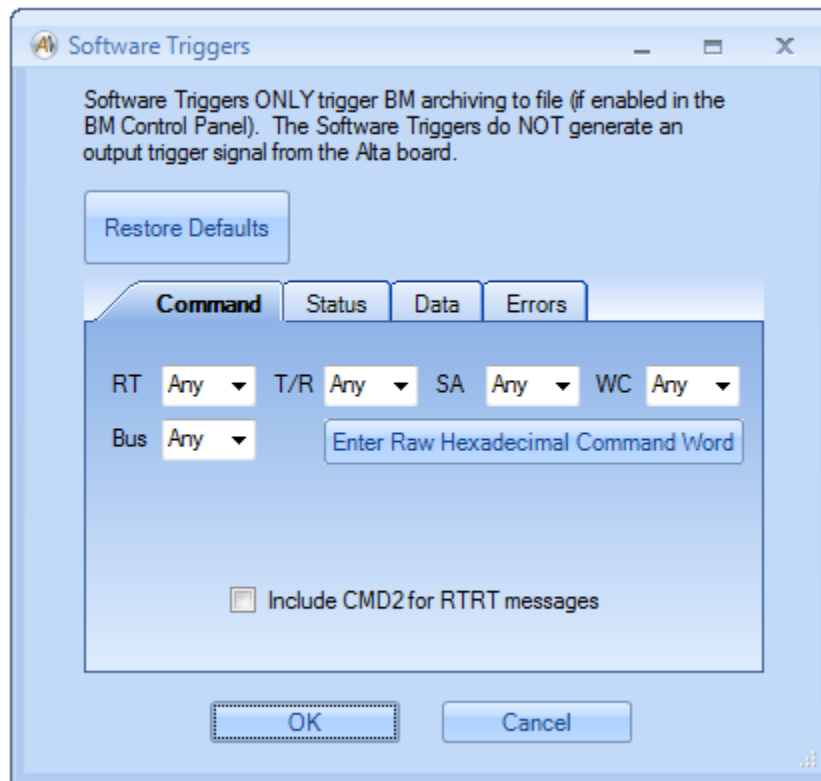 Software Triggers
Software Triggers ONLY trigger BM archiving to file (if enabled in the
BM Control Panel). The Software Triggers do NOT generate an
output trigger signal from the Alta board.
Restore Defaults
Command Status Data Errors
RT Any T/R Any SA Any WC Any
Bus Any Enter Raw Hexadecimal Command Word
Include CMD2 for RTRT messages
OK Cancel